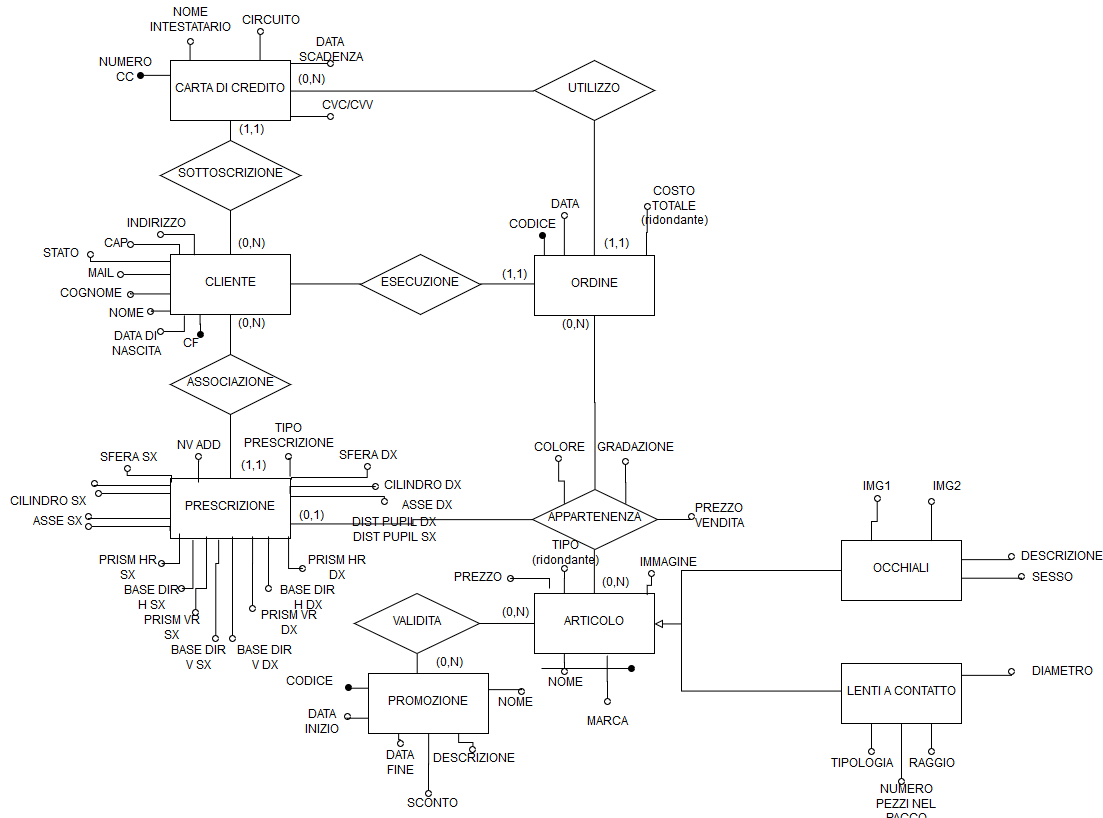 NOME
INTESTATARIO
CIRCUITO
DATA
SCADENZA
NUMERO
CC
CARTA DI CREDITO
(0,N)
UTILIZZO
CVC/CVV
(1,1)
SOTTOSCRIZIONE
COSTO
TOTALE
(ridondante)
DATA
CODICE
INDIRIZZO
CAP
STATO
(0,N)
(1,1)
MAIL
CLIENTE
ESECUZIONE
(1,1)
ORDINE
COGNOME
NOME
(0,N)
(0,N)
DATA DI
NASCITA
CF
ASSOCIAZIONE
TIPO
PRESCRIZIONE
NV ADD
SFERA SX
SFERA DX
COLORE
GRADAZIONE
(1,1)
CILINDRO DX
CILINDRO SX
PRESCRIZIONE
ASSE DX
ASSE SX
(0,1)
DIST PUPIL DX
DIST PUPIL SX
APPARTENENZA
PREZZO
VENDITA
IMG1
IMG2
TIPO
(ridondante)
IMMAGINE
PREZZO
(0,N)
OCCHIALI
DESCRIZIONE
SESSO
PRISM HR
SX
PRISM HR
DX
BASE DIR
H SX
BASE DIR
H DX
PRISM VR
SX
PRISM VR
DX
BASE DIR
V SX
BASE DIR
V DX
VALIDITA
(0,N)
ARTICOLO
(0,N)
NOME
MARCA
CODICE
PROMOZIONE
NOME
DATA
INIZIO
DATA
FINE
DESCRIZIONE
SCONTO
LENTI A CONTATTO
DIAMETRO
TIPOLOGIA
RAGGIO
NUMERO
PEZZI NEL
PACCO